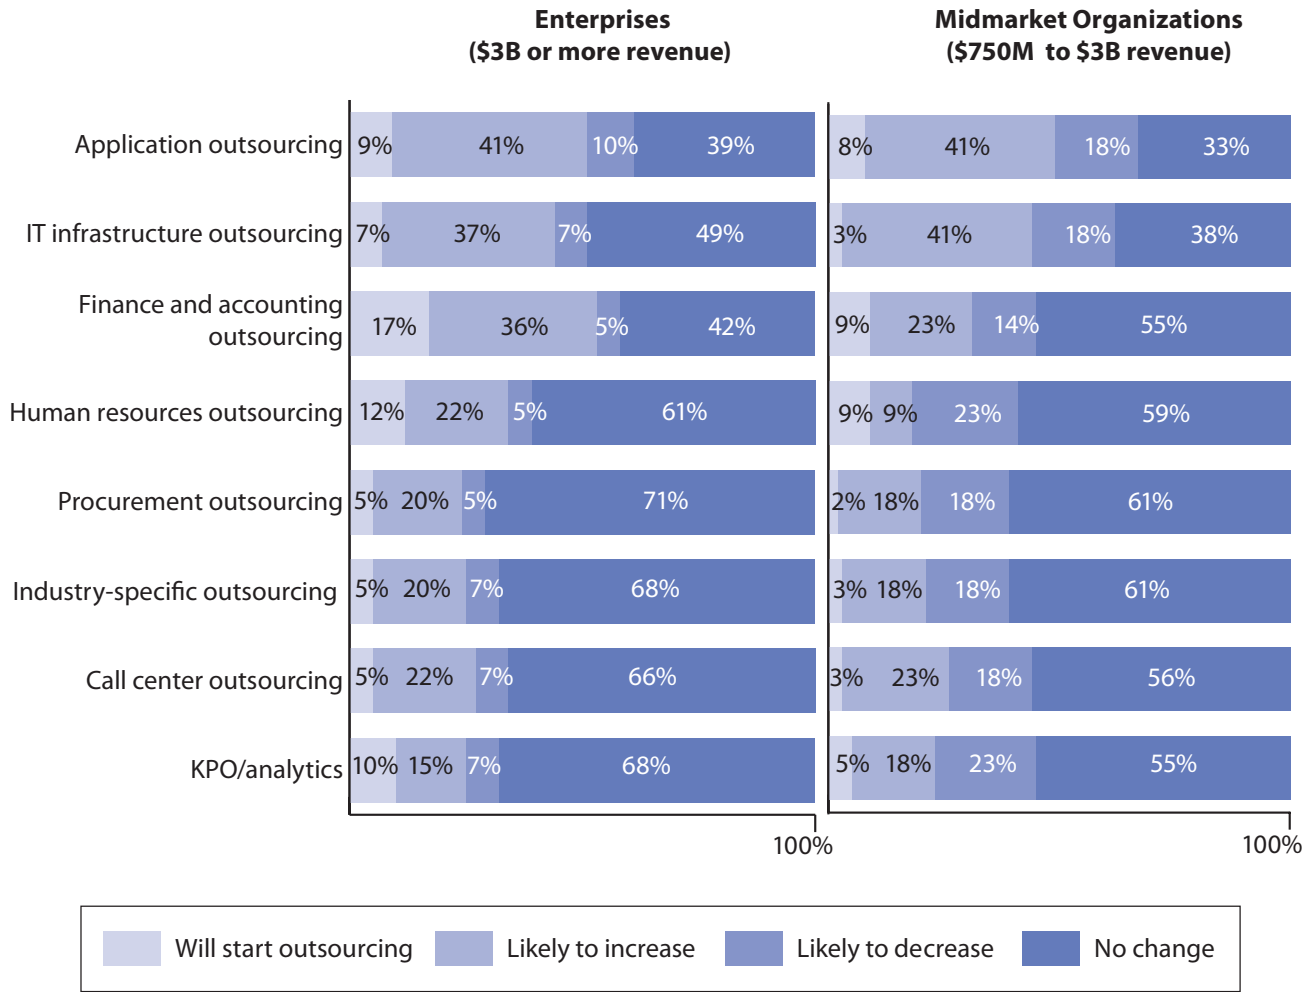 Enterprises
($3B or more revenue)
Midmarket Organizations
($750M to $3B revenue)
Application outsourcing 9% 41% 10% 39% 8% 41% 18% 33%
IT infrastructure outsourcing 7% 37% 7% 49% 3% 41% 18% 38%
Finance and accounting
outsourcing 17% 36% 5% 42% 9% 23% 14% 55%
Human resources outsourcing 12% 22% 5% 61% 9% 9% 23% 59%
Procurement outsourcing 5% 20% 5% 71% 2% 18% 18% 61%
Industry-specific outsourcing 5% 20% 7% 68% 3% 18% 18% 61%
Call center outsourcing 5% 22% 7% 66% 3% 23% 18% 56%
KPO/analytics 10% 15% 7% 68% 5% 18% 23% 55%
100% 100%
Will start outsourcing Likely to increase Likely to decrease No change